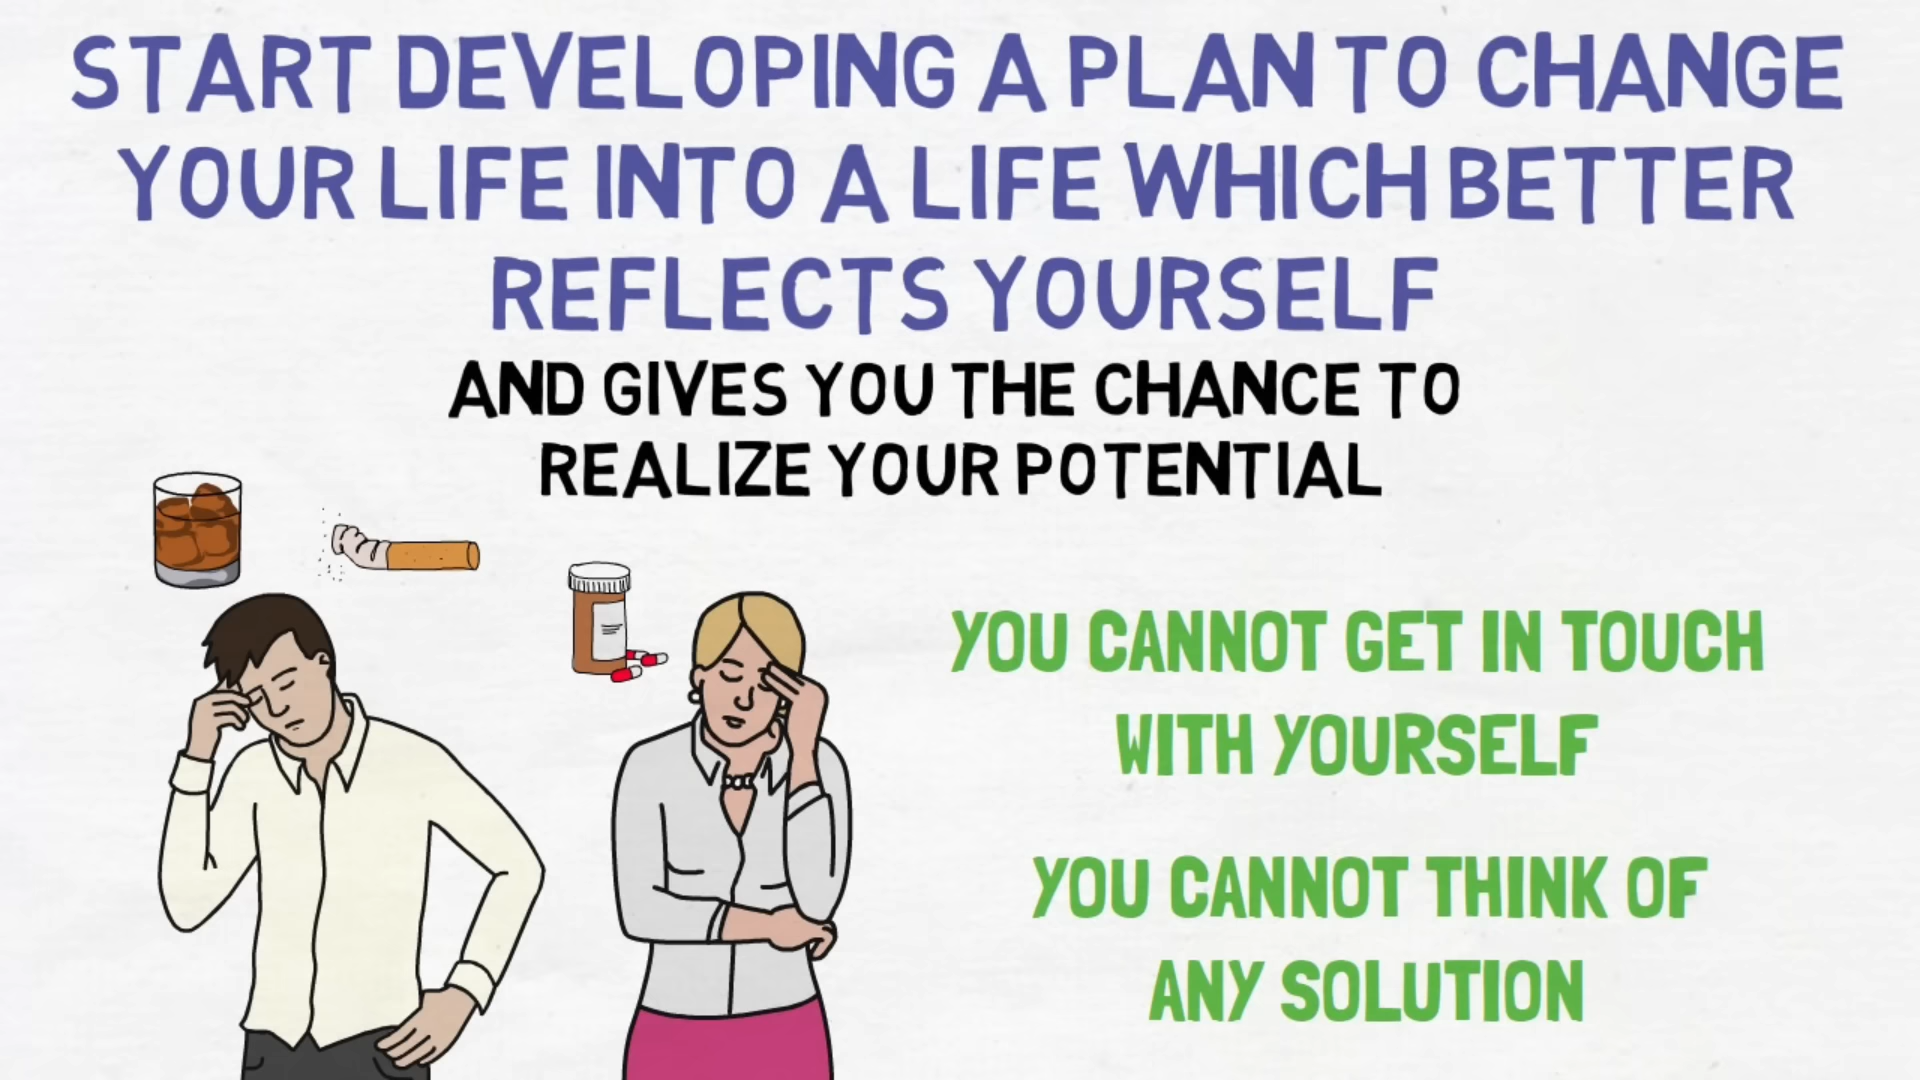 START DEVELOPING A PLAN TO CHANGE
YOUR LIFE INTO A LIFE WHICH BETTER
REFLECTS YOURSELF
AND GIVES YOU THE CHANCE TO
REALIZE YOUR POTENTIAL
YOU CANNOT GET IN TOUCH
WITH YOURSELF
YOU CANNOT THINK OF
ANY SOLUTION